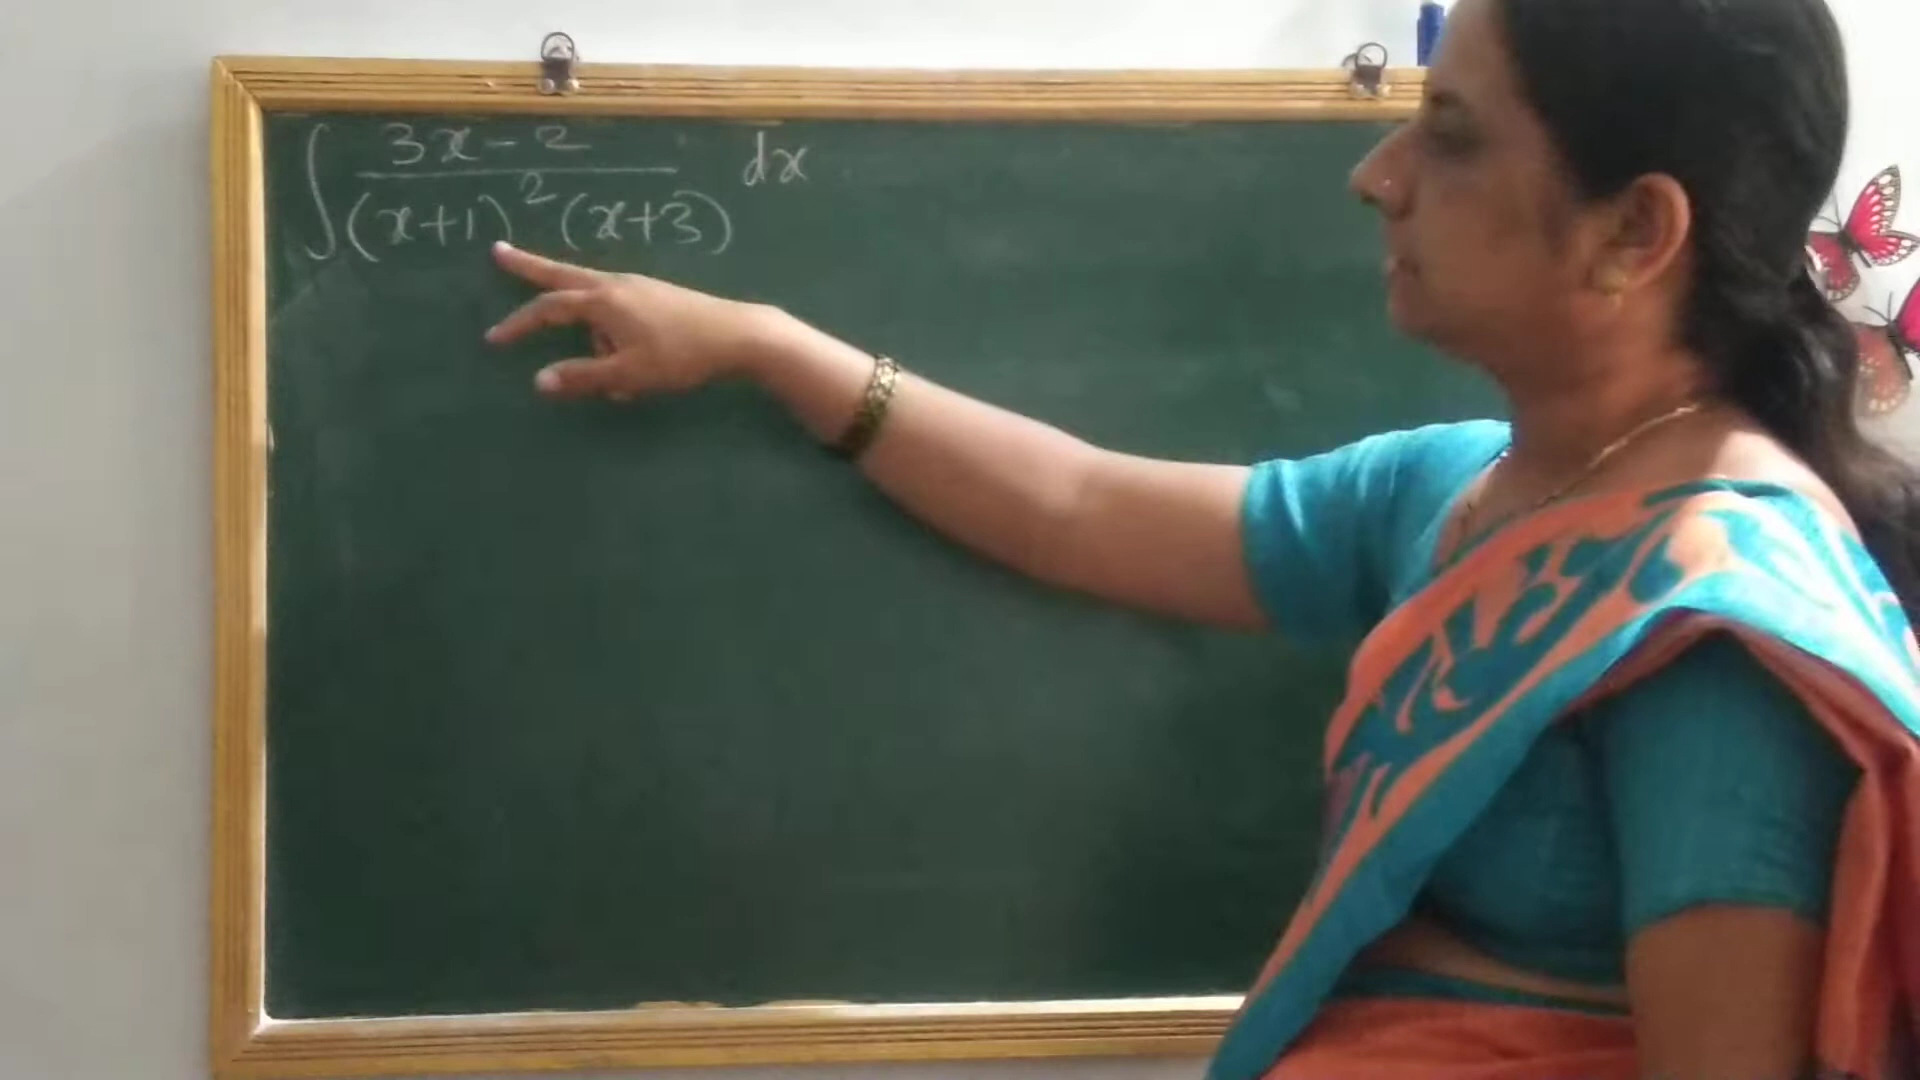 ∫ 3x-2 / (x+1)² (x+3) dx